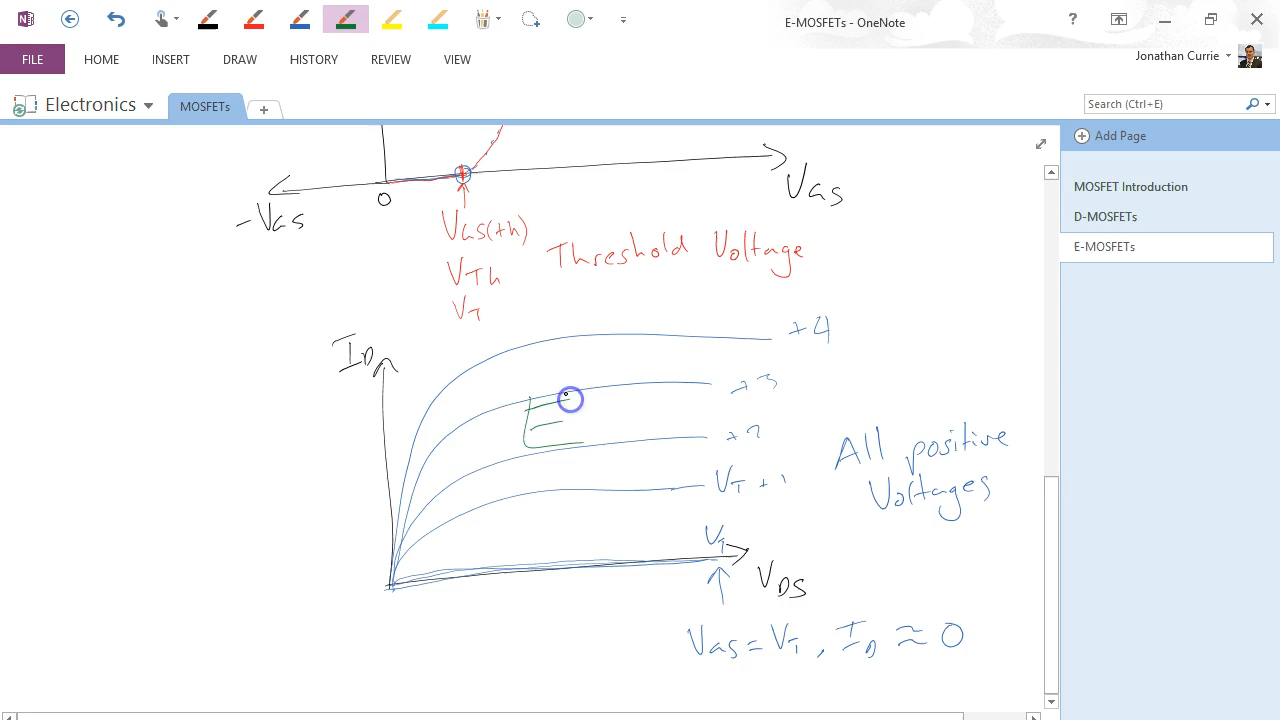 E-MOSFETs - OneNote
?
Jonathan Currie
FILE HOME INSERT DRAW HISTORY REVIEW VIEW
Electronics MOSFETs
Search (Ctrl+E)
Add Page
MOSFET Introduction
D-MOSFETs
E-MOSFETs
-VGS
0
VGS
VGS(th)
VTh
VT
Threshold Voltage
ID
+4
+3
+2
VT+1
E
All positive
Voltages
VT
VDS
VGS = VT, ID ≈ 0